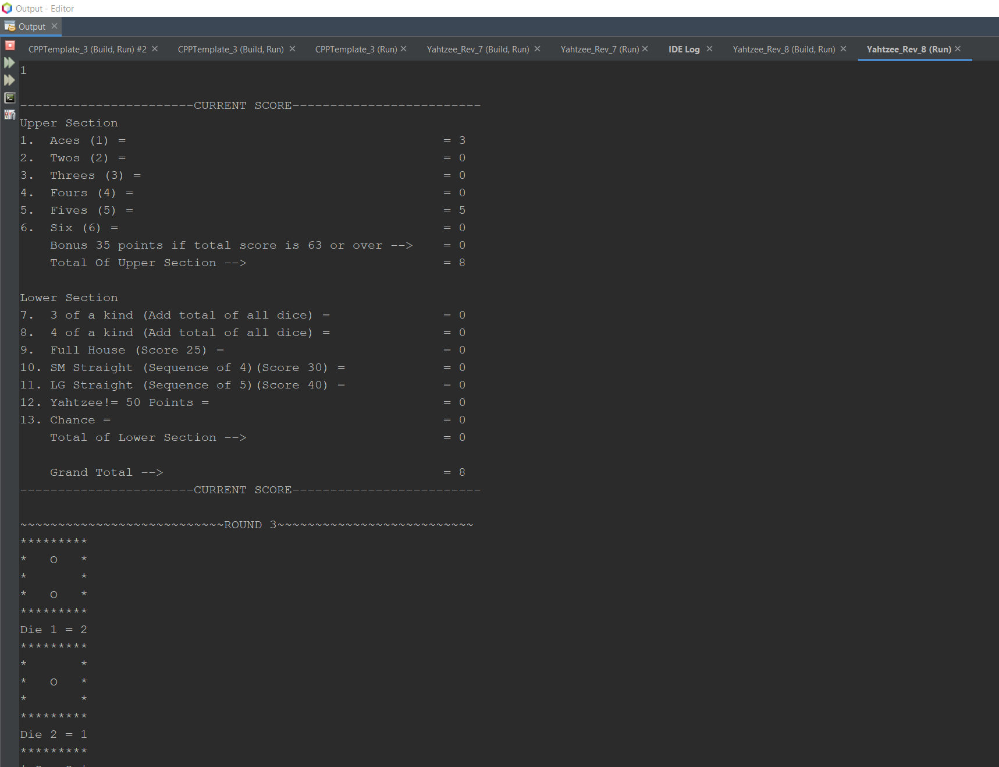 Output - Editor
Output
CPPTemplate_3 (Build, Run) #2 CPPTemplate_3 (Build, Run) CPPTemplate_3 (Run) Yahtzee_Rev_7 (Build, Run) Yahtzee_Rev_7 (Run) IDE Log Yahtzee_Rev_8 (Build, Run) Yahtzee_Rev_8 (Run)
1
-----------------------CURRENT SCORE-------------------------
Upper Section
1.  Aces (1) =                                          = 3
2.  Twos (2) =                                          = 0
3.  Threes (3) =                                        = 0
4.  Fours (4) =                                         = 0
5.  Fives (5) =                                         = 5
6.  Six (6) =                                           = 0
    Bonus 35 points if total score is 63 or over -->    = 0
    Total Of Upper Section -->                          = 8
Lower Section
7.  3 of a kind (Add total of all dice) =               = 0
8.  4 of a kind (Add total of all dice) =               = 0
9.  Full House (Score 25) =                             = 0
10. SM Straight (Sequence of 4)(Score 30) =             = 0
11. LG Straight (Sequence of 5)(Score 40) =             = 0
12. Yahtzee!= 50 Points =                               = 0
13. Chance =                                            = 0
    Total of Lower Section -->                          = 0
    Grand Total -->                                     = 8
-----------------------CURRENT SCORE-------------------------
~~~~~~~~~~~~~~~~~~~~~~~~~~~ROUND 3~~~~~~~~~~~~~~~~~~~~~~~~~~
*********
*   O   *
*       *
*   O   *
*********
Die 1 = 2
*********
*       *
*   O   *
*       *
*********
Die 2 = 1
*********